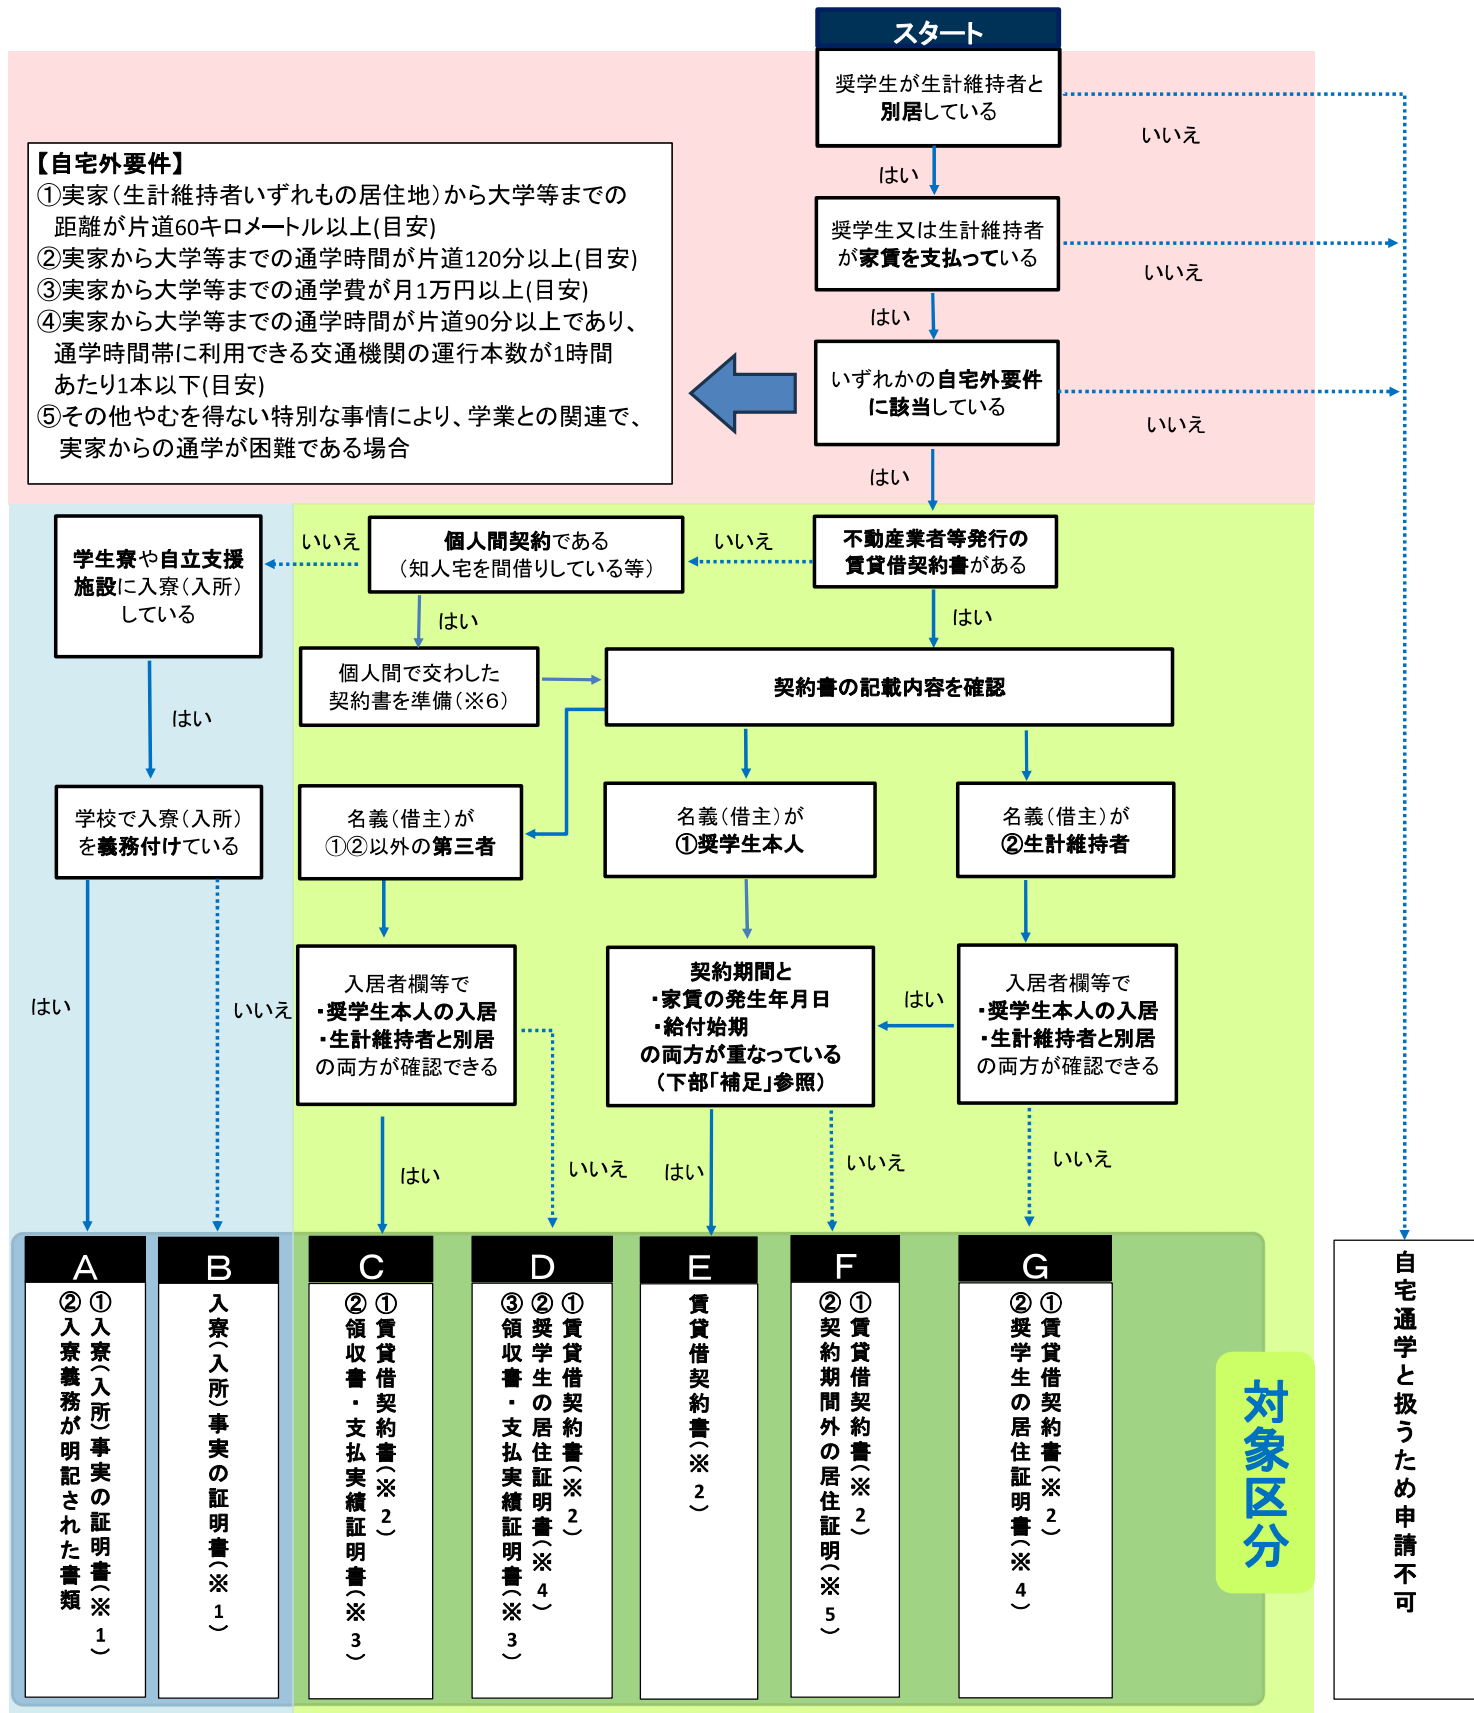 スタート
奨学生が生計維持者と
別居している
いいえ
はい
奨学生又は生計維持者
が家賃を支払っている
いいえ
はい
いずれかの自宅外要件
に該当している
いいえ
はい
【自宅外要件】
①実家（生計維持者いずれもの居住地）から大学等までの
距離が片道60キロメートル以上(目安)
②実家から大学等までの通学時間が片道120分以上(目安)
③実家から大学等までの通学費が月1万円以上(目安)
④実家から大学等までの通学時間が片道90分以上であり、
通学時間帯に利用できる交通機関の運行本数が1時間
あたり1本以下(目安)
⑤その他やむを得ない特別な事情により、学業との関連で、
実家からの通学が困難である場合
不動産業者等発行の
賃貸借契約書がある
いいえ
はい
個人間契約である
（知人宅を間借りしている等）
いいえ
はい
学生寮や自立支援
施設に入寮（入所）
している
はい
個人間で交わした
契約書を準備（※６）
契約書の記載内容を確認
学校で入寮（入所）
を義務付けている
はい
いいえ
名義（借主）が
①②以外の第三者
名義（借主）が
①奨学生本人
名義（借主）が
②生計維持者
入居者欄等で
・奨学生本人の入居
・生計維持者と別居
の両方が確認できる
はい
いいえ
契約期間と
・家賃の発生年月日
・給付始期
の両方が重なっている
（下部「補足」参照）
はい
いいえ
はい
入居者欄等で
・奨学生本人の入居
・生計維持者と別居
の両方が確認できる
いいえ
A
①入寮（入所）事実の証明書（※1）
②入寮義務が明記された書類
B
入寮（入所）事実の証明書（※1）
C
①賃貸借契約書（※2）
②領収書・支払実績証明書（※3）
D
①賃貸借契約書（※2）
②奨学生の居住証明書（※4）
③領収書・支払実績証明書（※3）
E
賃貸借契約書（※2）
F
①賃貸借契約書（※2）
②契約期間外の居住証明（※5）
G
①賃貸借契約書（※2）
②奨学生の居住証明書（※4）
対象区分
自宅通学と扱うため申請不可